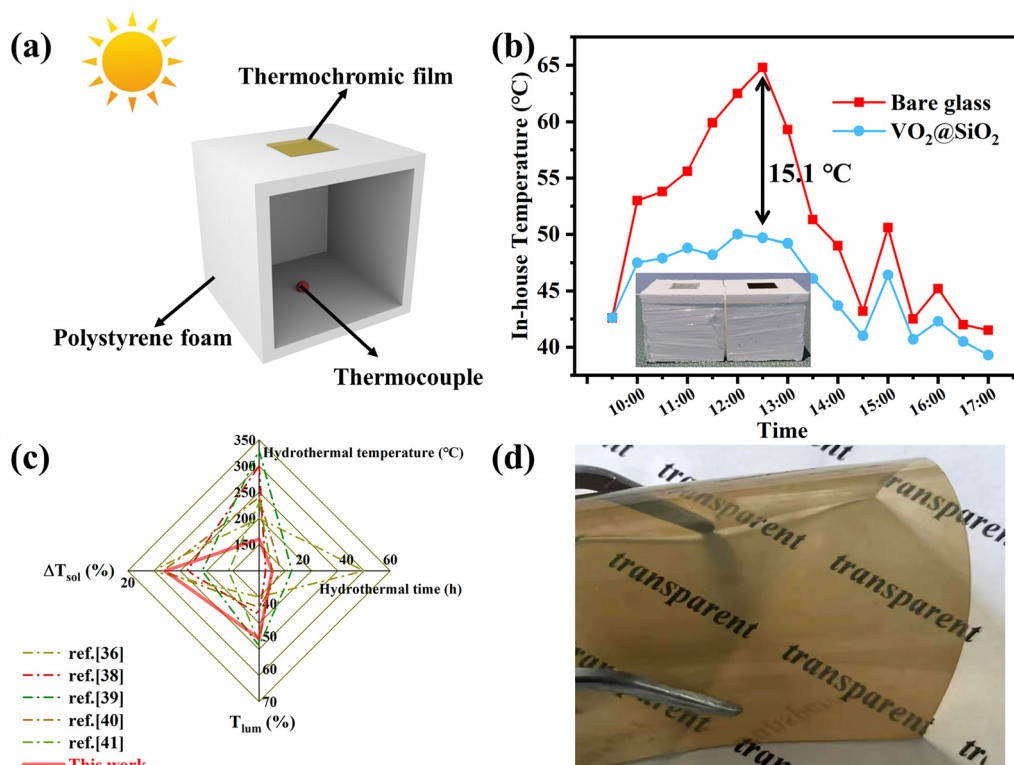 (a)
Thermochromic film
Polystyrene foam
Thermocouple
(b)
In-house Temperature (℃)
65
60
55
50
45
40
Bare glass
VO₂@SiO₂
15.1 ℃
10:00
11:00
12:00
13:00
14:00
15:00
16:00
17:00
Time
(c)
350
Hydrothermal temperature (℃)
300
250
200
150
20
40
60
Hydrothermal time (h)
ΔTsol (%)
20
40
50
60
70
Tlum (%)
ref.[36]
ref.[38]
ref.[39]
ref.[40]
ref.[41]
This work
(d)
transparent
transparent
transparent
transparent
transparent
transparent
transparent